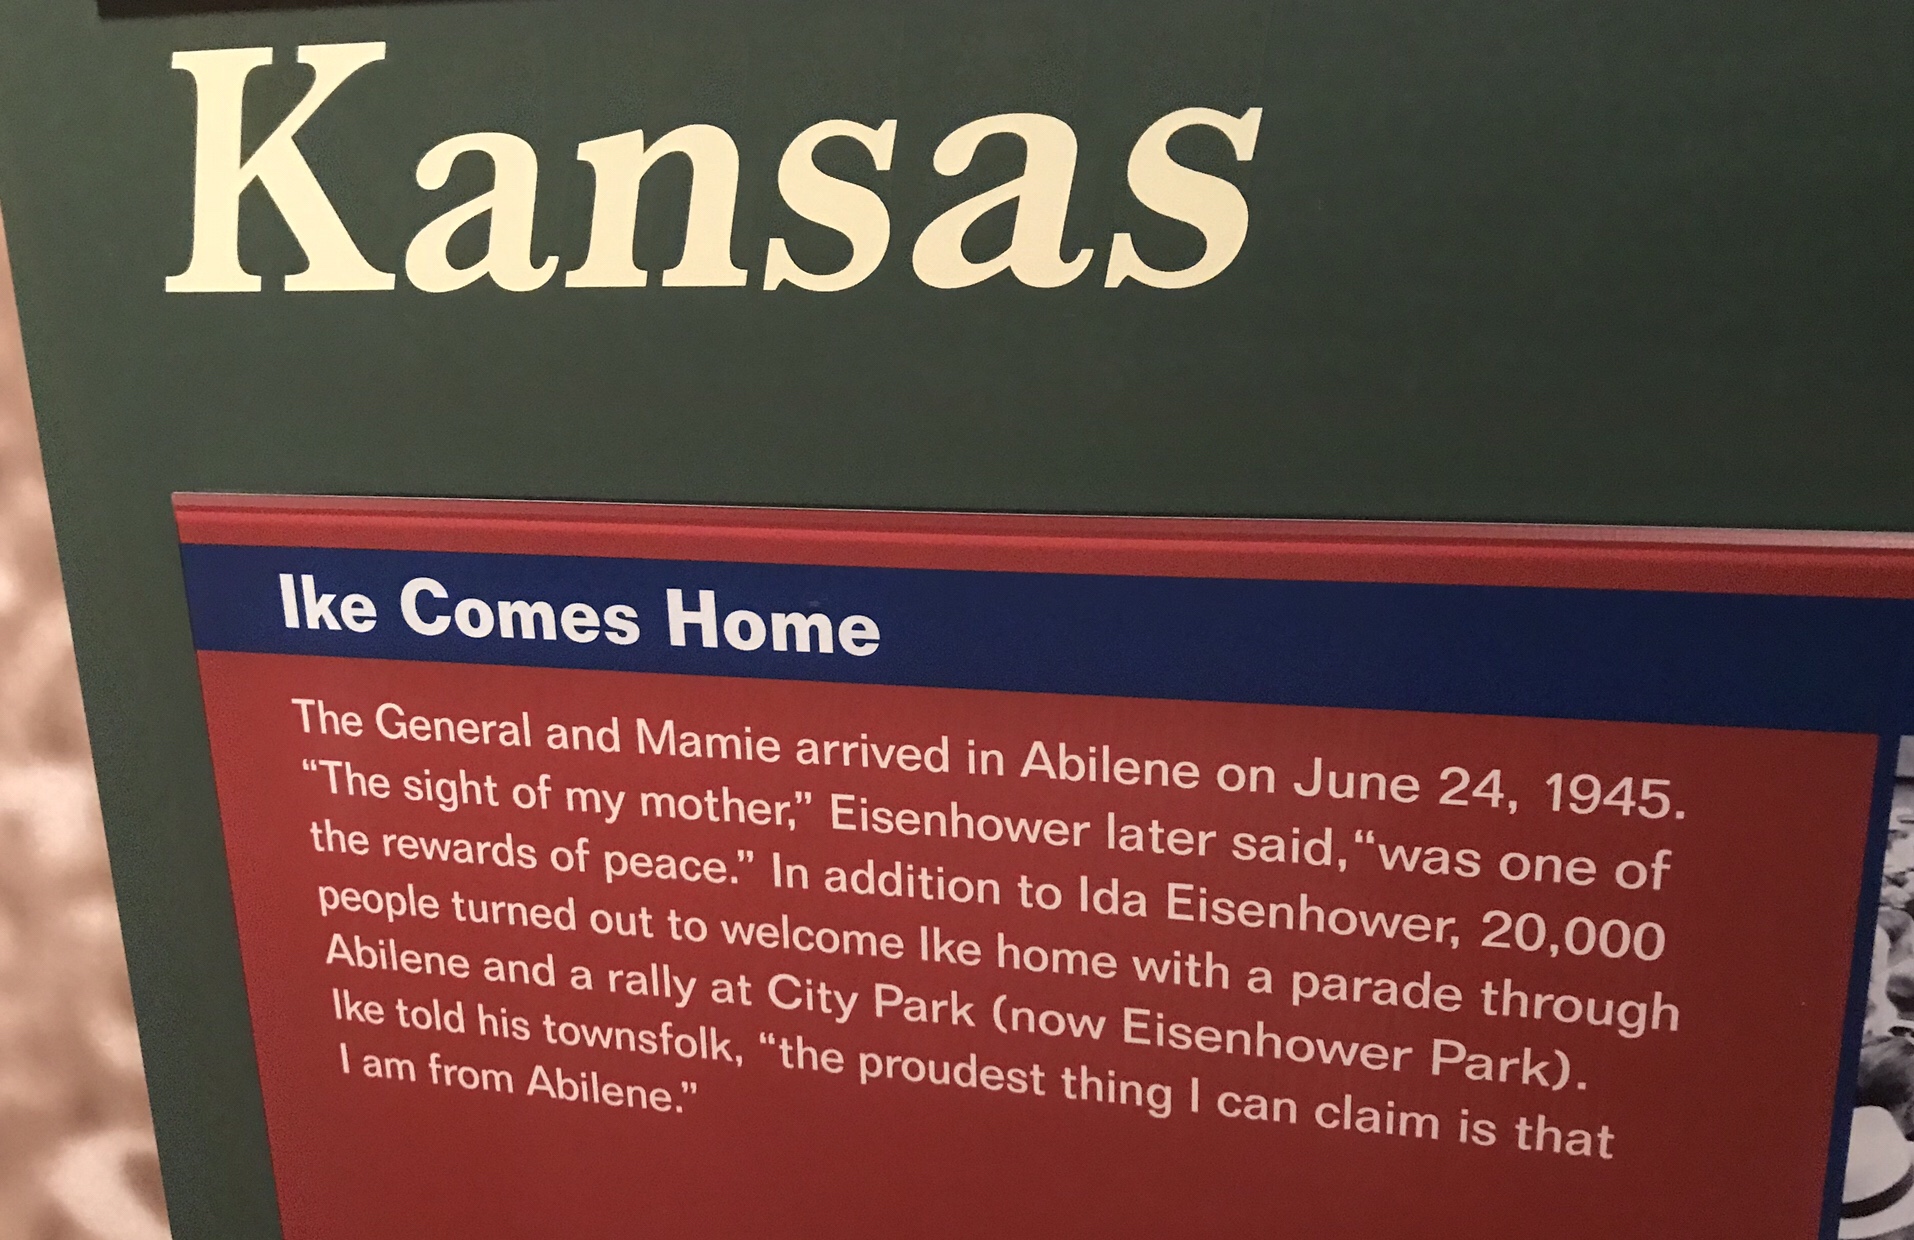 Kansas
Ike Comes Home
The General and Mamie arrived in Abilene on June 24, 1945.
“The sight of my mother,” Eisenhower later said, “was one of
the rewards of peace.” In addition to Ida Eisenhower, 20,000
people turned out to welcome Ike home with a parade through
Abilene and a rally at City Park (now Eisenhower Park).
Ike told his townsfolk, “the proudest thing I can claim is that
I am from Abilene.”